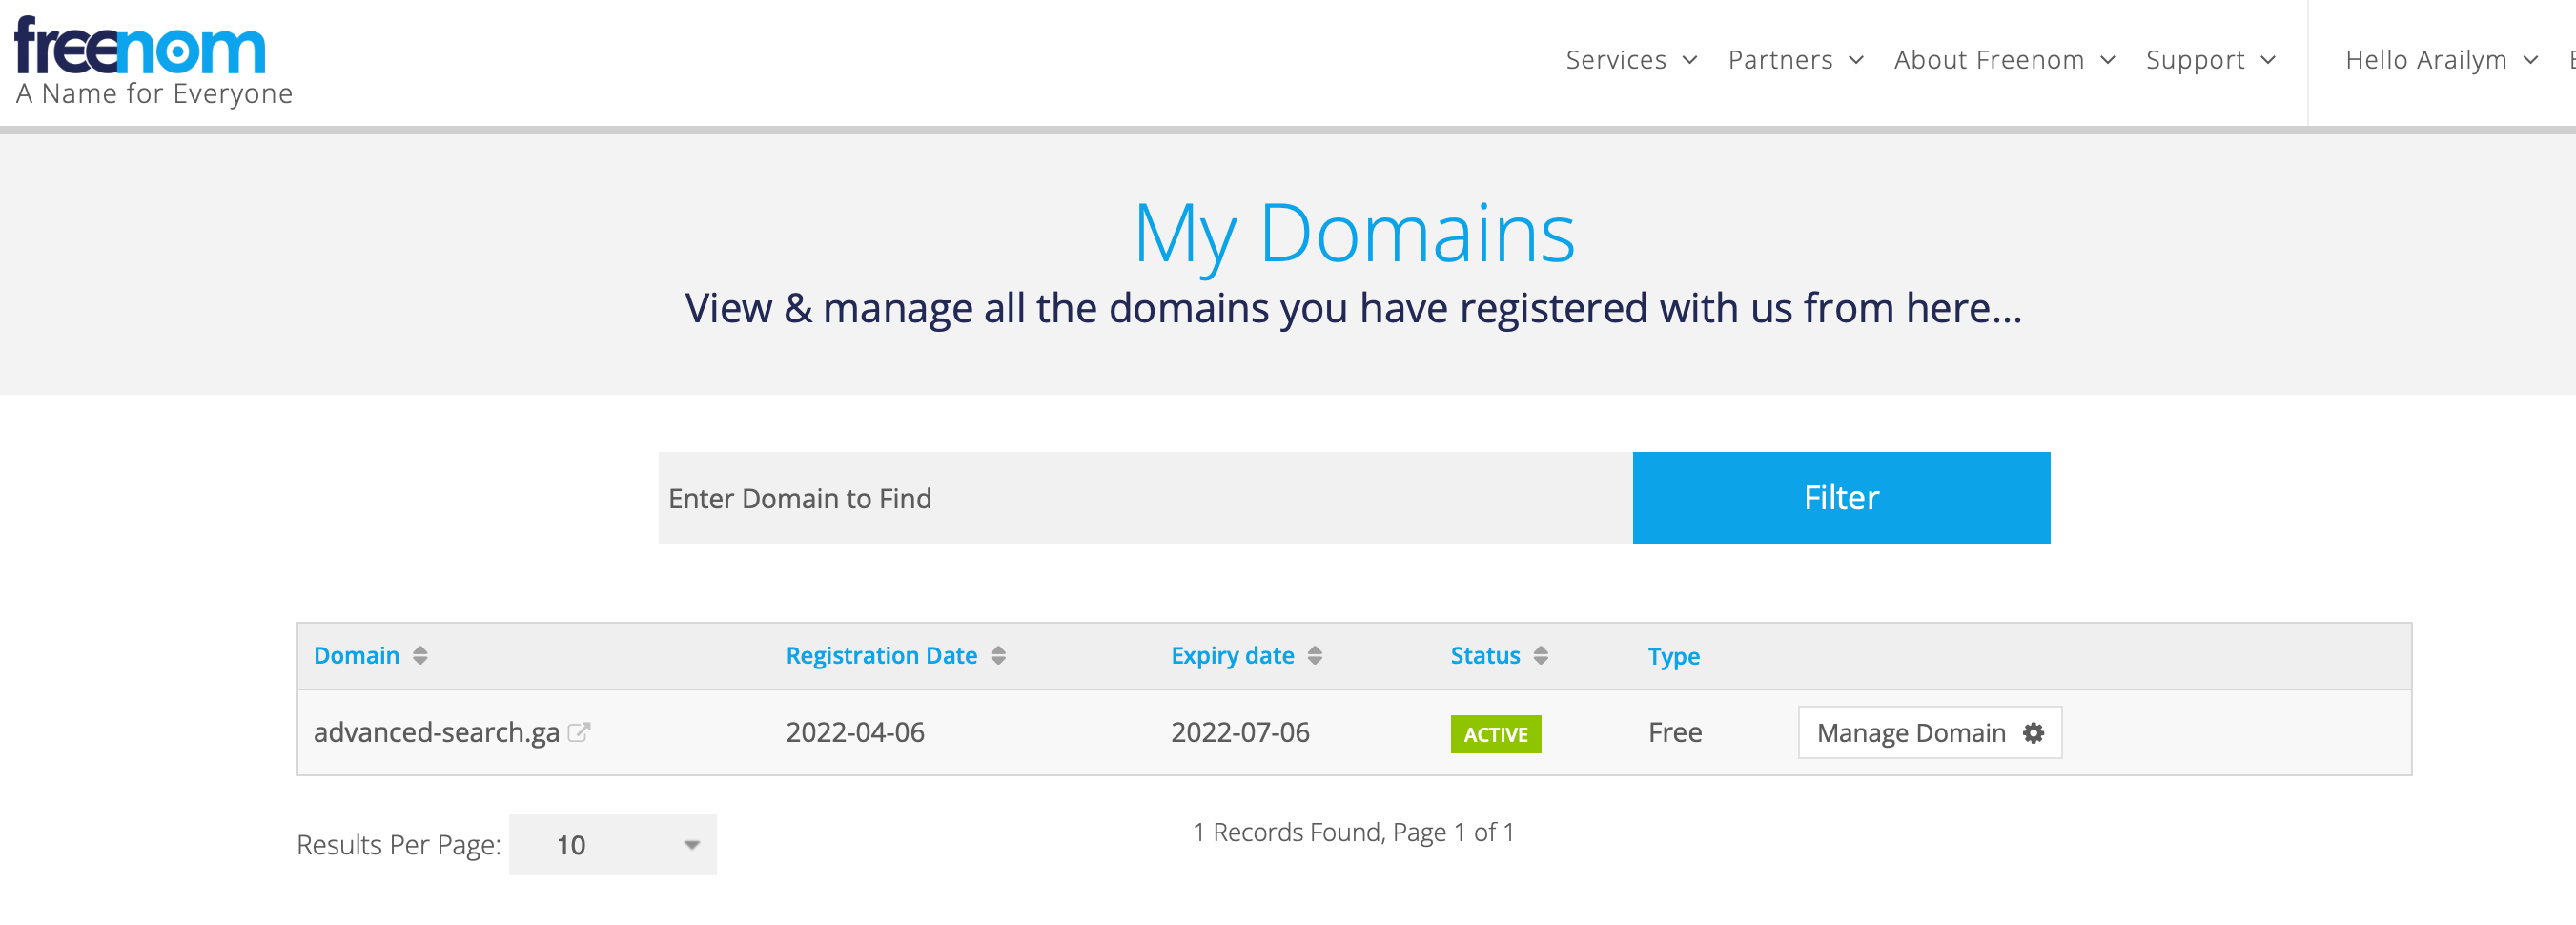 freenom
A Name for Everyone
Services Partners About Freenom Support Hello Arailym
My Domains
View & manage all the domains you have registered with us from here...
Enter Domain to Find Filter
Domain Registration Date Expiry date Status Type
advanced-search.ga 2022-04-06 2022-07-06 ACTIVE Free Manage Domain
Results Per Page: 10 1 Records Found, Page 1 of 1